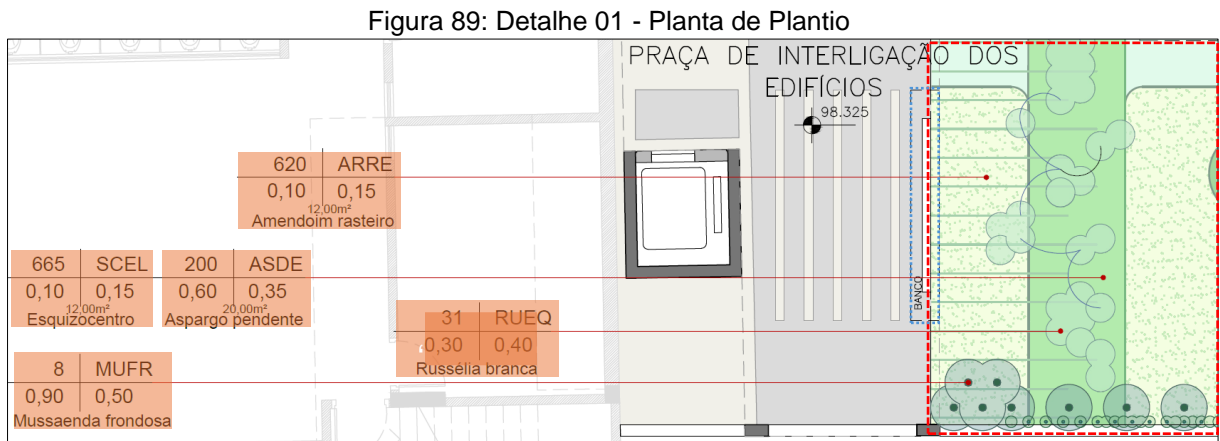 Figura 89: Detalhe 01 - Planta de Plantio
PRAÇA DE INTERLIGAÇÃO DOS
EDIFÍCIOS
98.325
620 ARRE
0,10 0,15
12,00m²
Amendoim rasteiro
665 SCEL
0,10 0,15
12,00m²
Esquizocentro
200 ASDE
0,60 0,35
20,00m²
Aspargo pendente
BANCO
31 RUEQ
0,30 0,40
Russélia branca
8 MUFR
0,90 0,50
Mussaenda frondosa